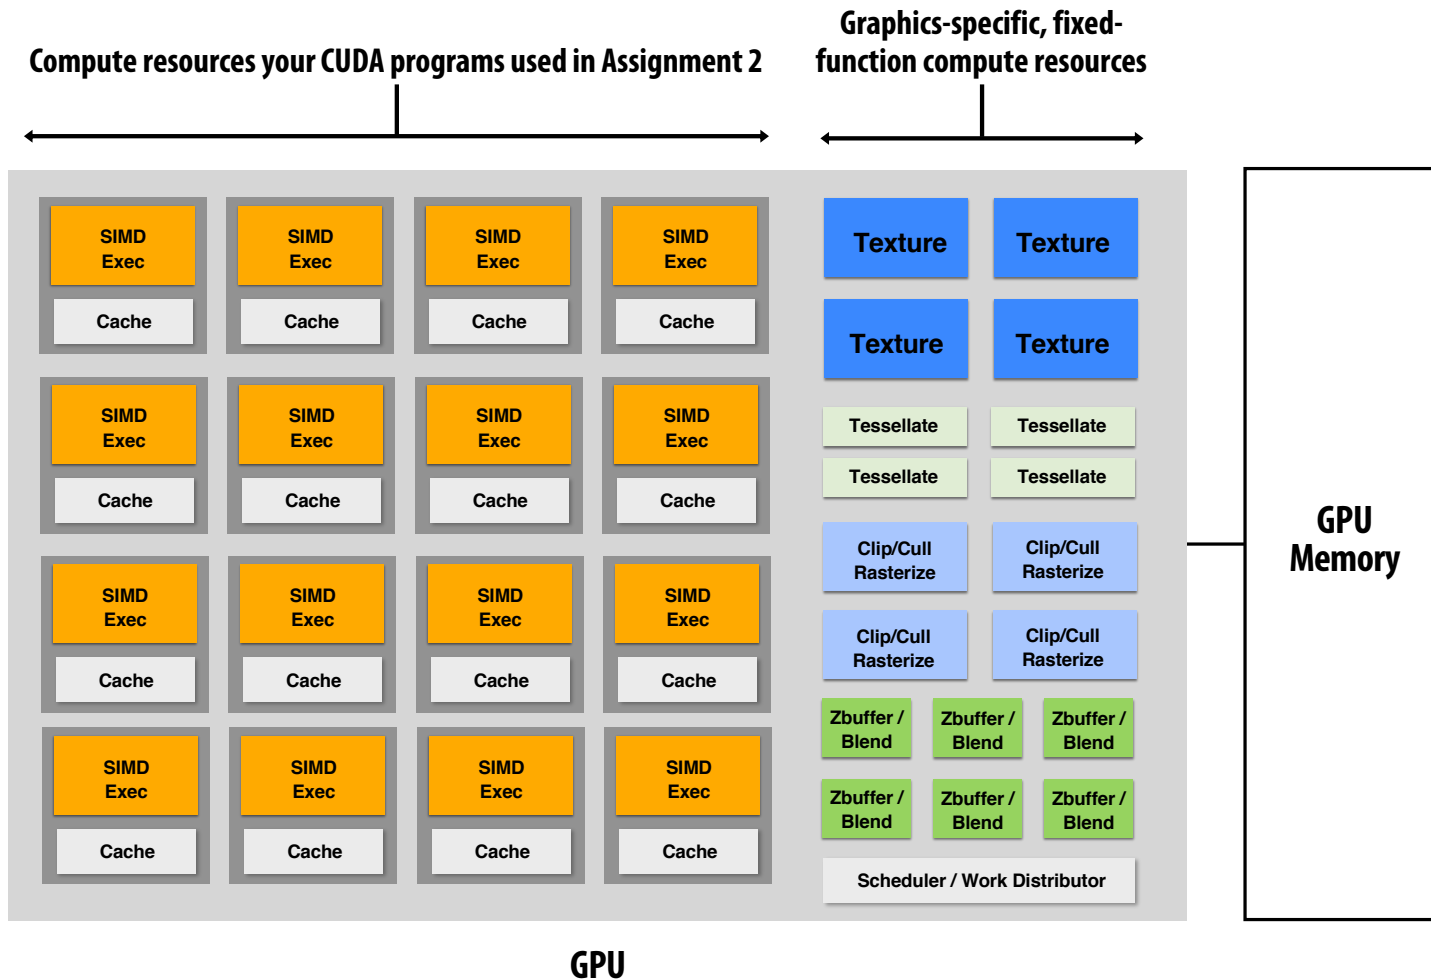 Compute resources your CUDA programs used in Assignment 2
Graphics-specific, fixed-
function compute resources
SIMD
Exec
Cache
SIMD
Exec
Cache
SIMD
Exec
Cache
SIMD
Exec
Cache
SIMD
Exec
Cache
SIMD
Exec
Cache
SIMD
Exec
Cache
SIMD
Exec
Cache
SIMD
Exec
Cache
SIMD
Exec
Cache
SIMD
Exec
Cache
SIMD
Exec
Cache
SIMD
Exec
Cache
SIMD
Exec
Cache
SIMD
Exec
Cache
SIMD
Exec
Cache
Texture
Texture
Texture
Texture
Tessellate
Tessellate
Tessellate
Tessellate
Clip/Cull
Rasterize
Clip/Cull
Rasterize
Clip/Cull
Rasterize
Clip/Cull
Rasterize
Zbuffer /
Blend
Zbuffer /
Blend
Zbuffer /
Blend
Zbuffer /
Blend
Zbuffer /
Blend
Zbuffer /
Blend
Scheduler / Work Distributor
GPU
Memory
GPU